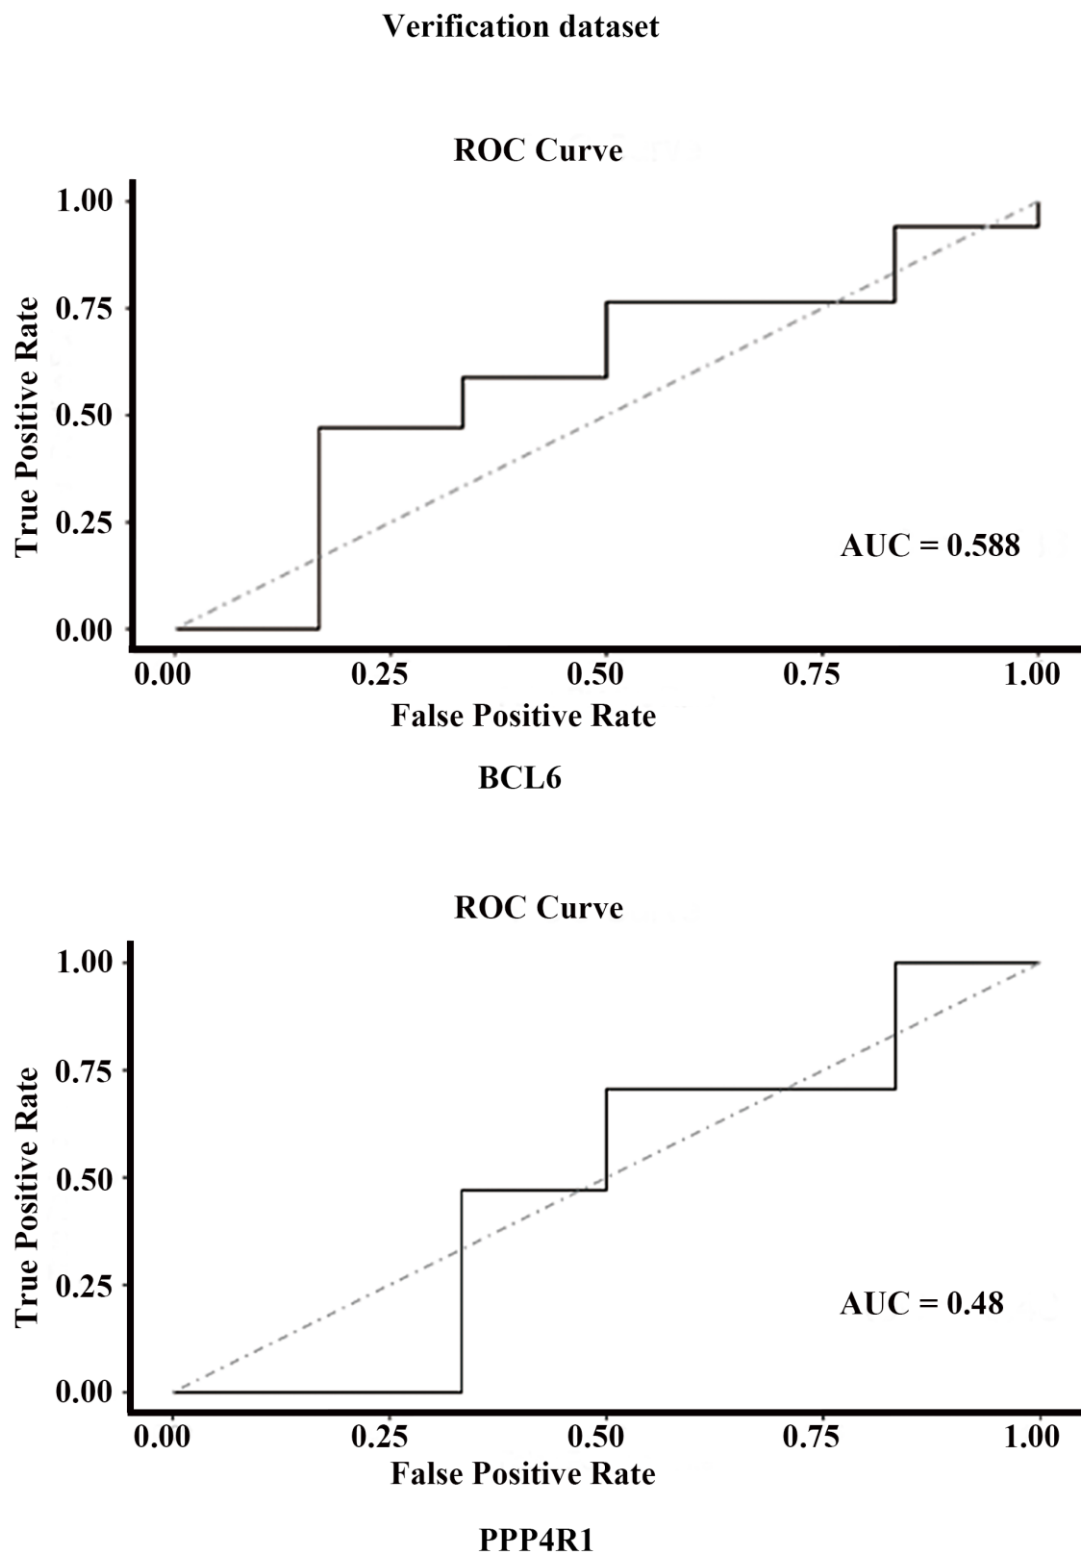 Verification dataset
ROC Curve
1.00
0.75
0.50
0.25
0.00
True Positive Rate
AUC = 0.588
0.00 0.25 0.50 0.75 1.00
False Positive Rate
BCL6
ROC Curve
1.00
0.75
0.50
0.25
0.00
True Positive Rate
AUC = 0.48
0.00 0.25 0.50 0.75 1.00
False Positive Rate
PPP4R1